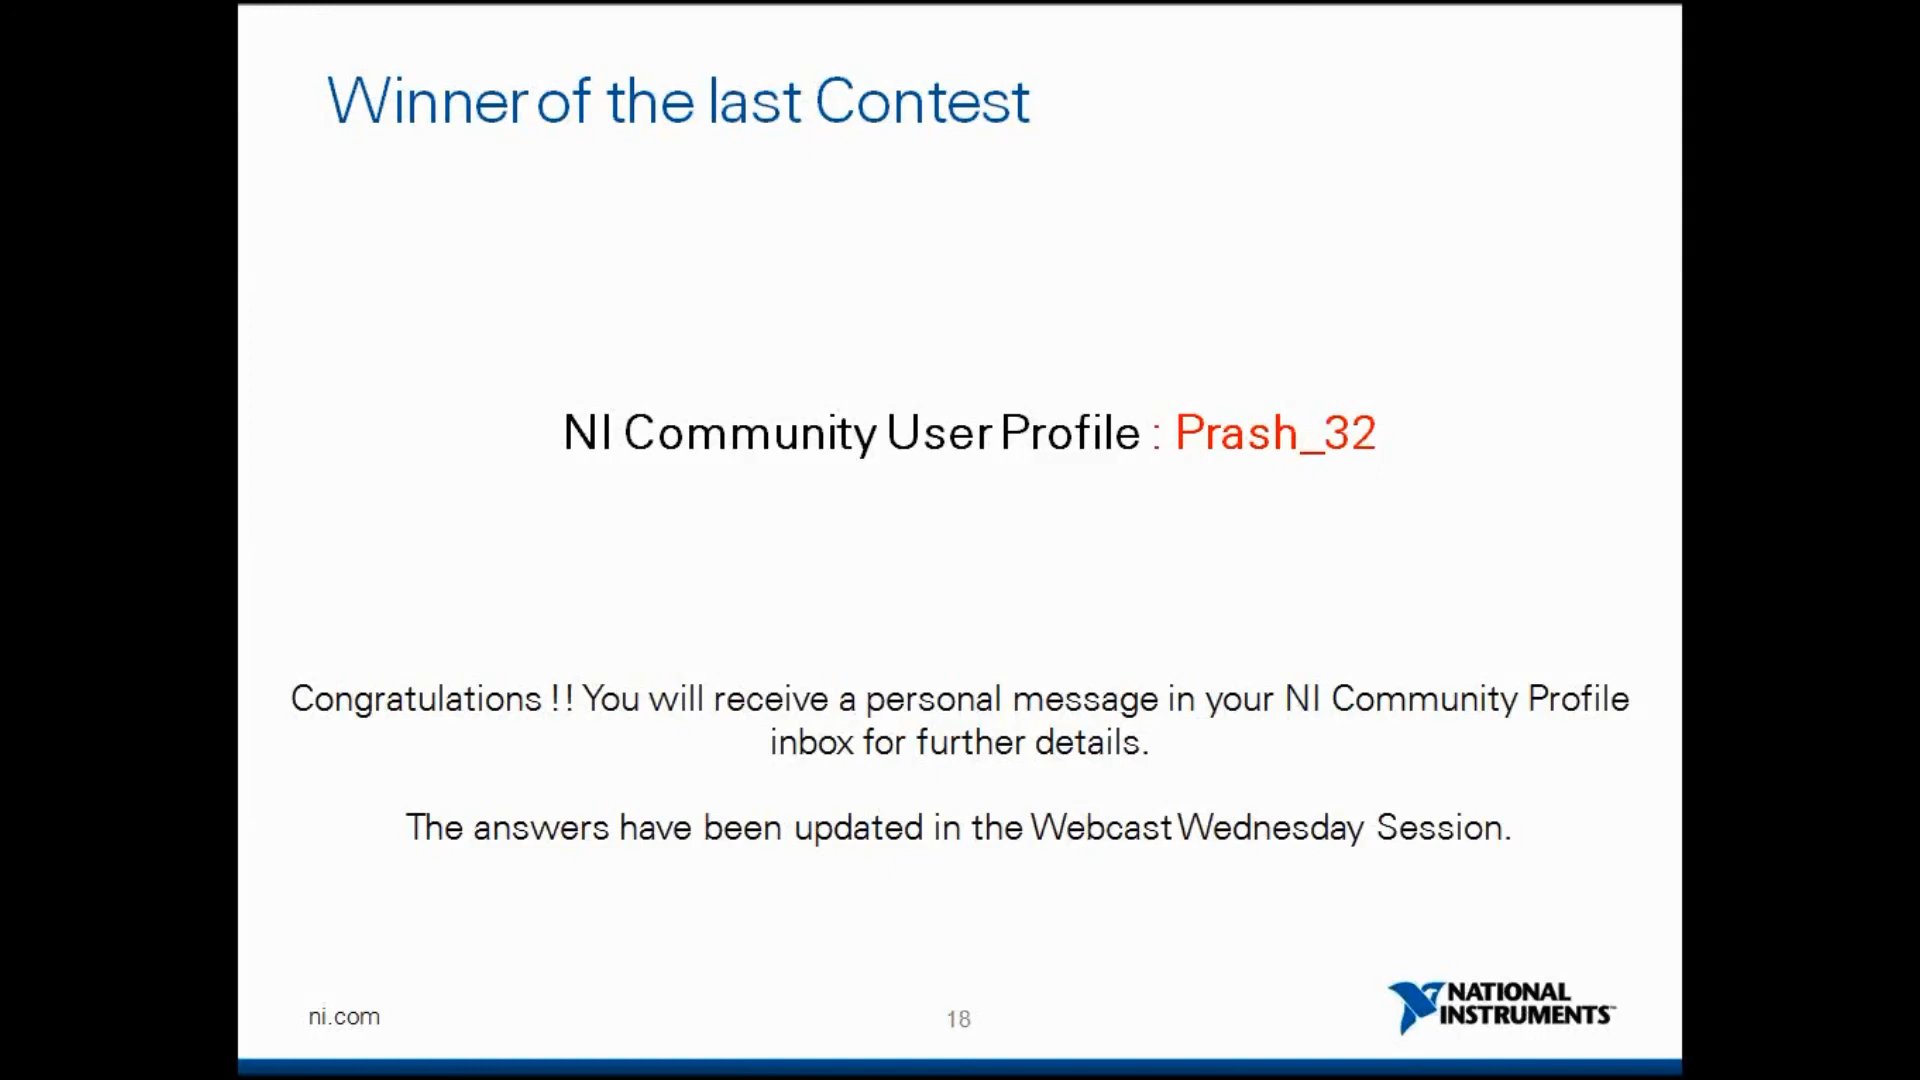 Winner of the last Contest
NI Community User Profile : Prash_32
Congratulations !! You will receive a personal message in your NI Community Profile
inbox for further details.
The answers have been updated in the Webcast Wednesday Session.
ni.com
18
NATIONAL
INSTRUMENTS™